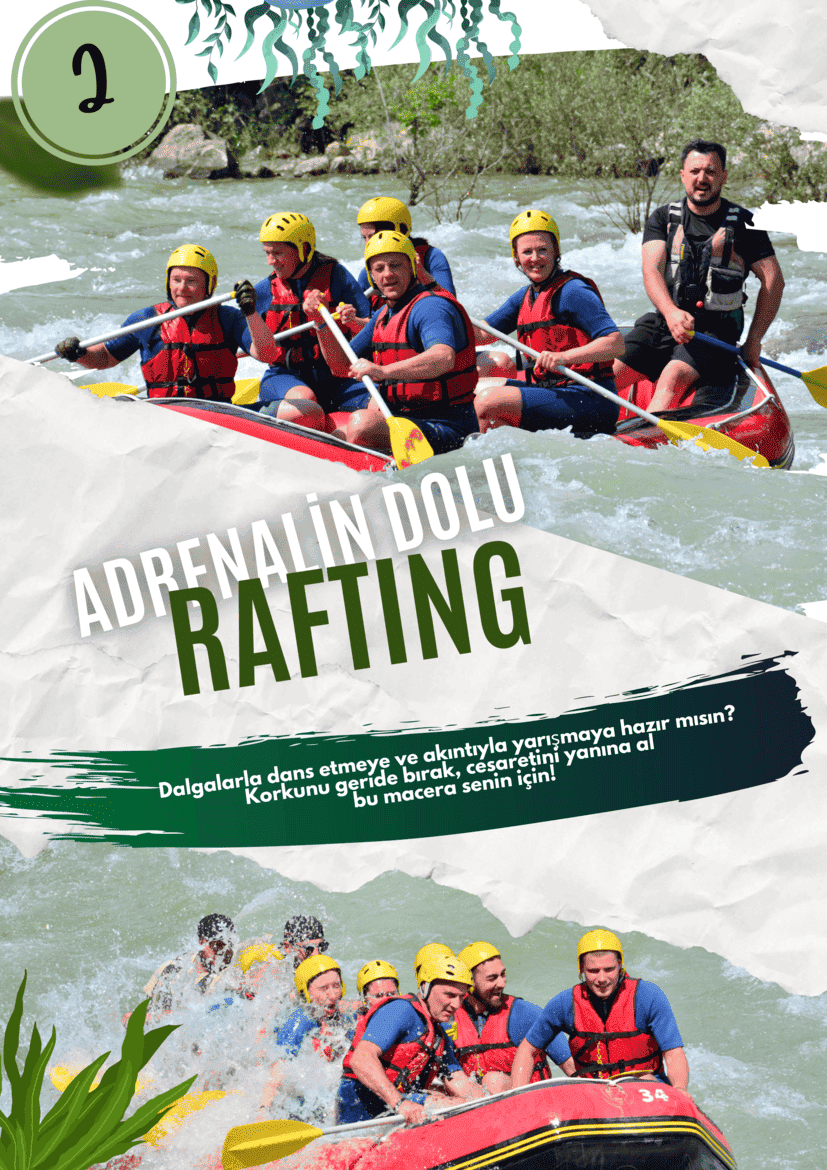 2
ADRENALİN DOLU
RAFTING
Dalgalarla dans etmeye ve akıntıyla yarışmaya hazır mısın?
Korkunu geride bırak, cesaretini yanına al
bu macera senin için!
34